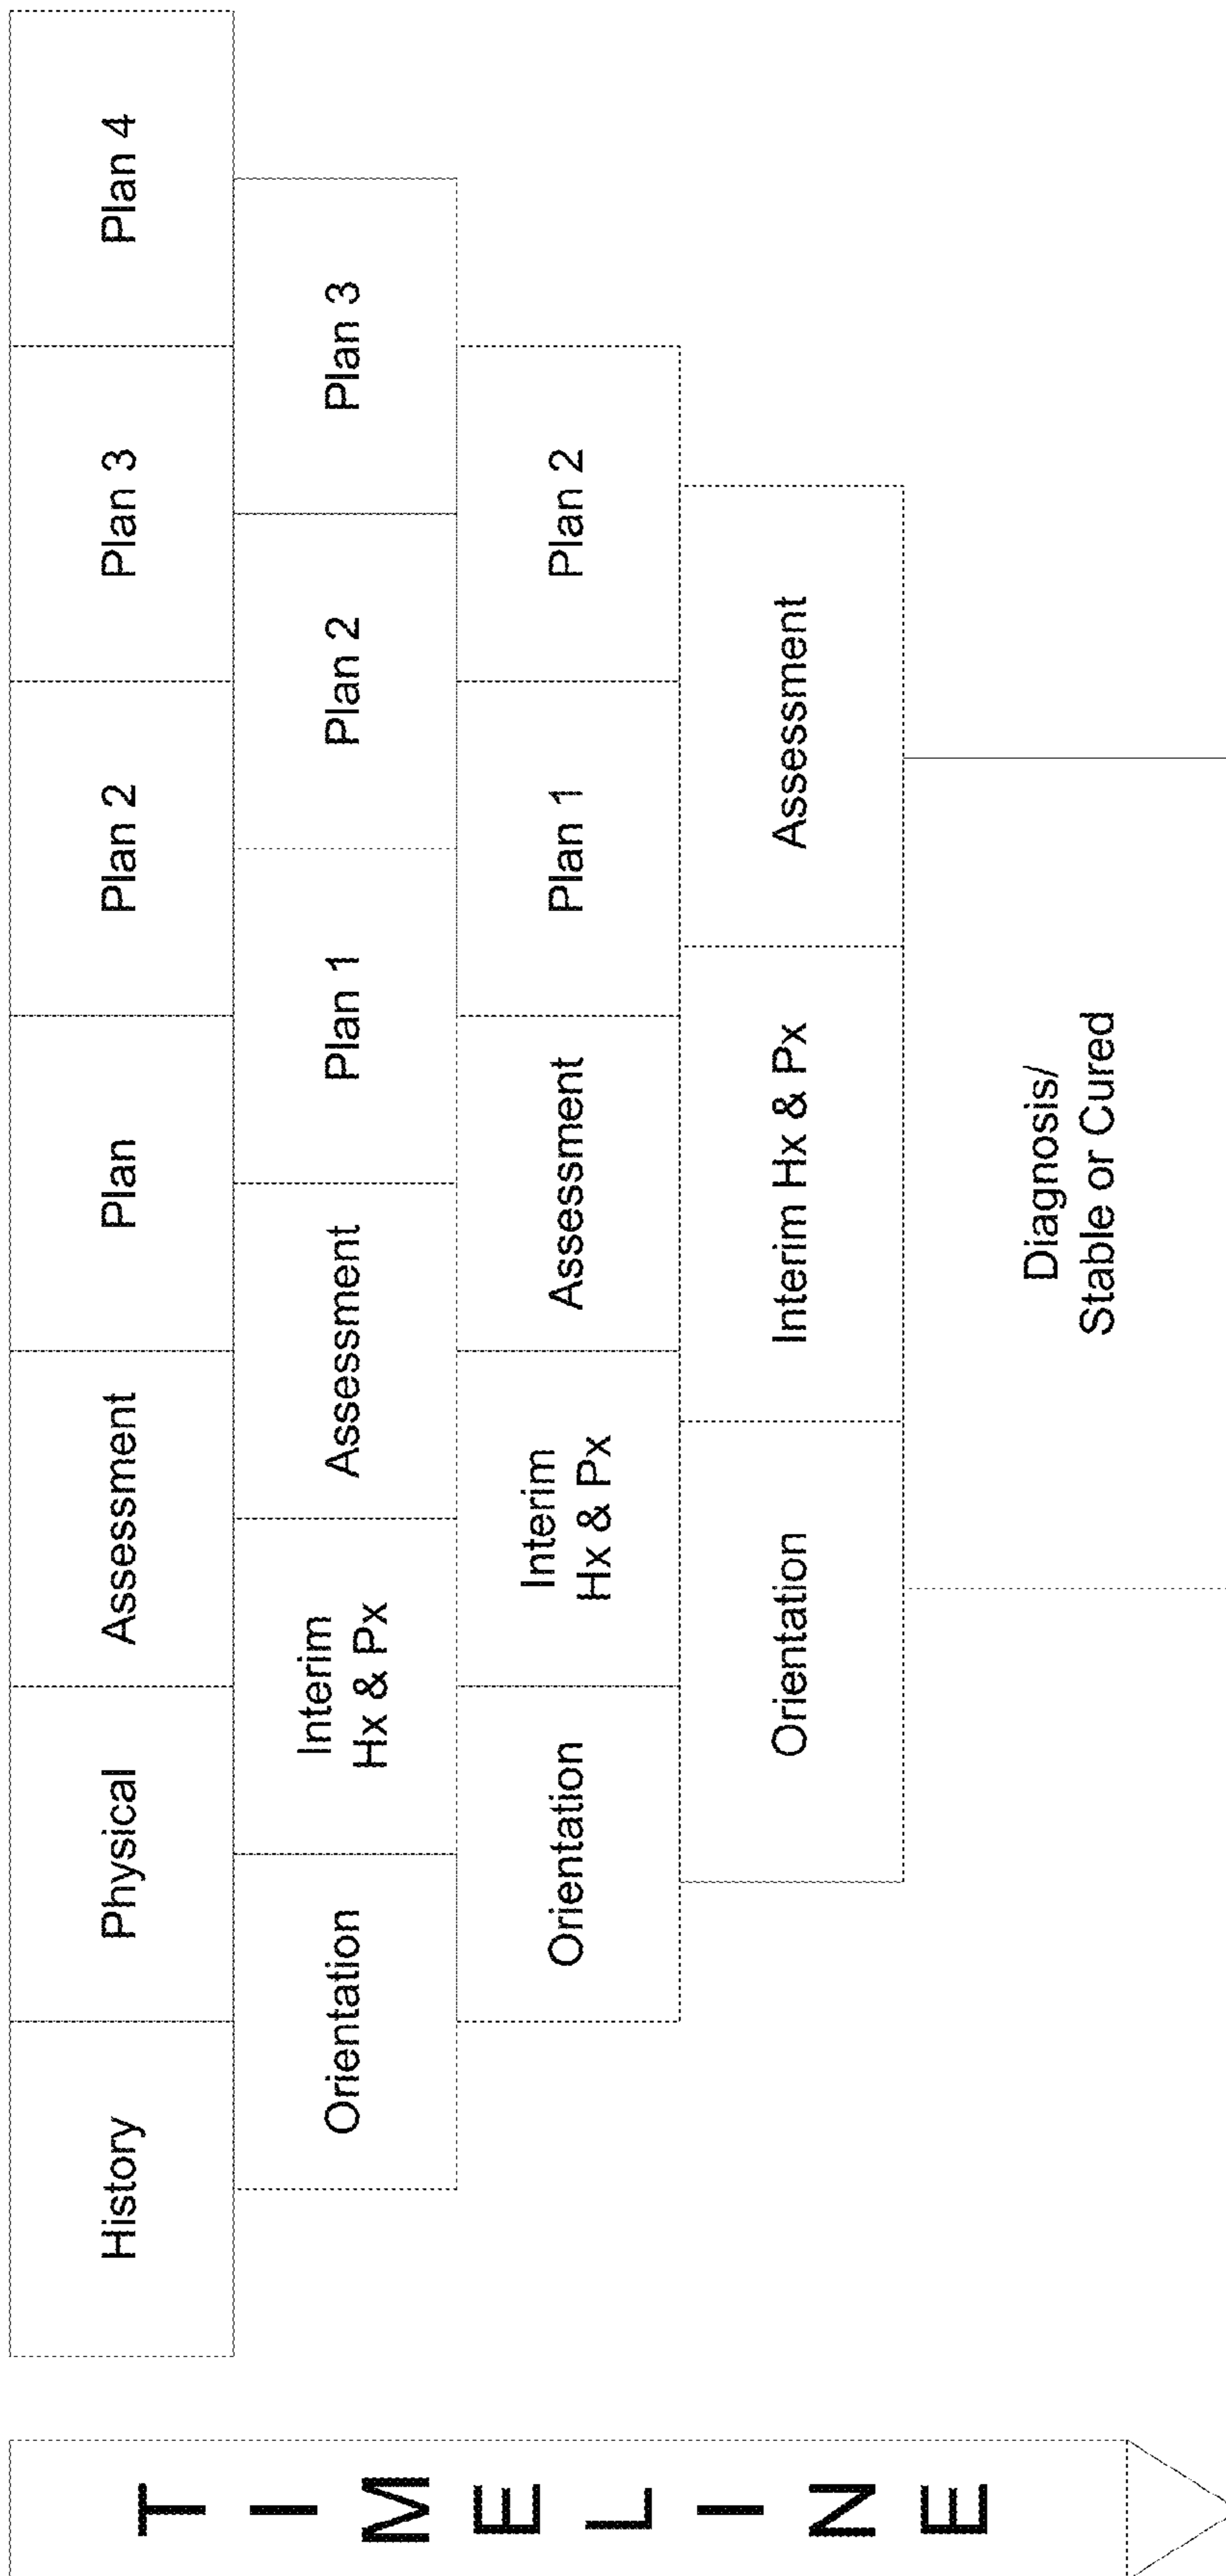 T
I
M
E
L
I
N
E
History
Physical
Assessment
Plan
Plan 2
Plan 3
Plan 4
Orientation
Interim
Hx & Px
Assessment
Plan 1
Plan 2
Plan 3
Orientation
Interim
Hx & Px
Assessment
Plan 1
Plan 2
Orientation
Interim Hx & Px
Assessment
Diagnosis/
Stable or Cured